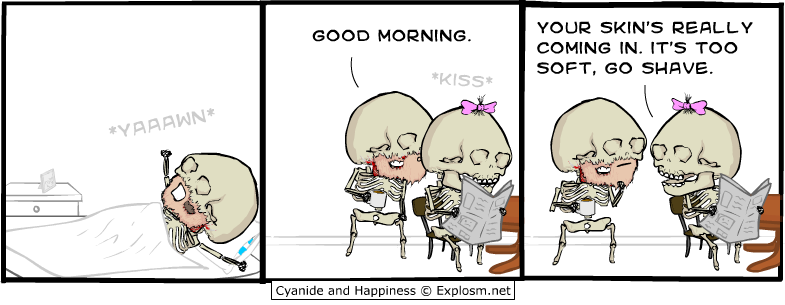 *YAAAWN*
GOOD MORNING.
*KISS*
YOUR SKIN'S REALLY
COMING IN. IT'S TOO
SOFT, GO SHAVE.
Cyanide and Happiness © Explosm.net